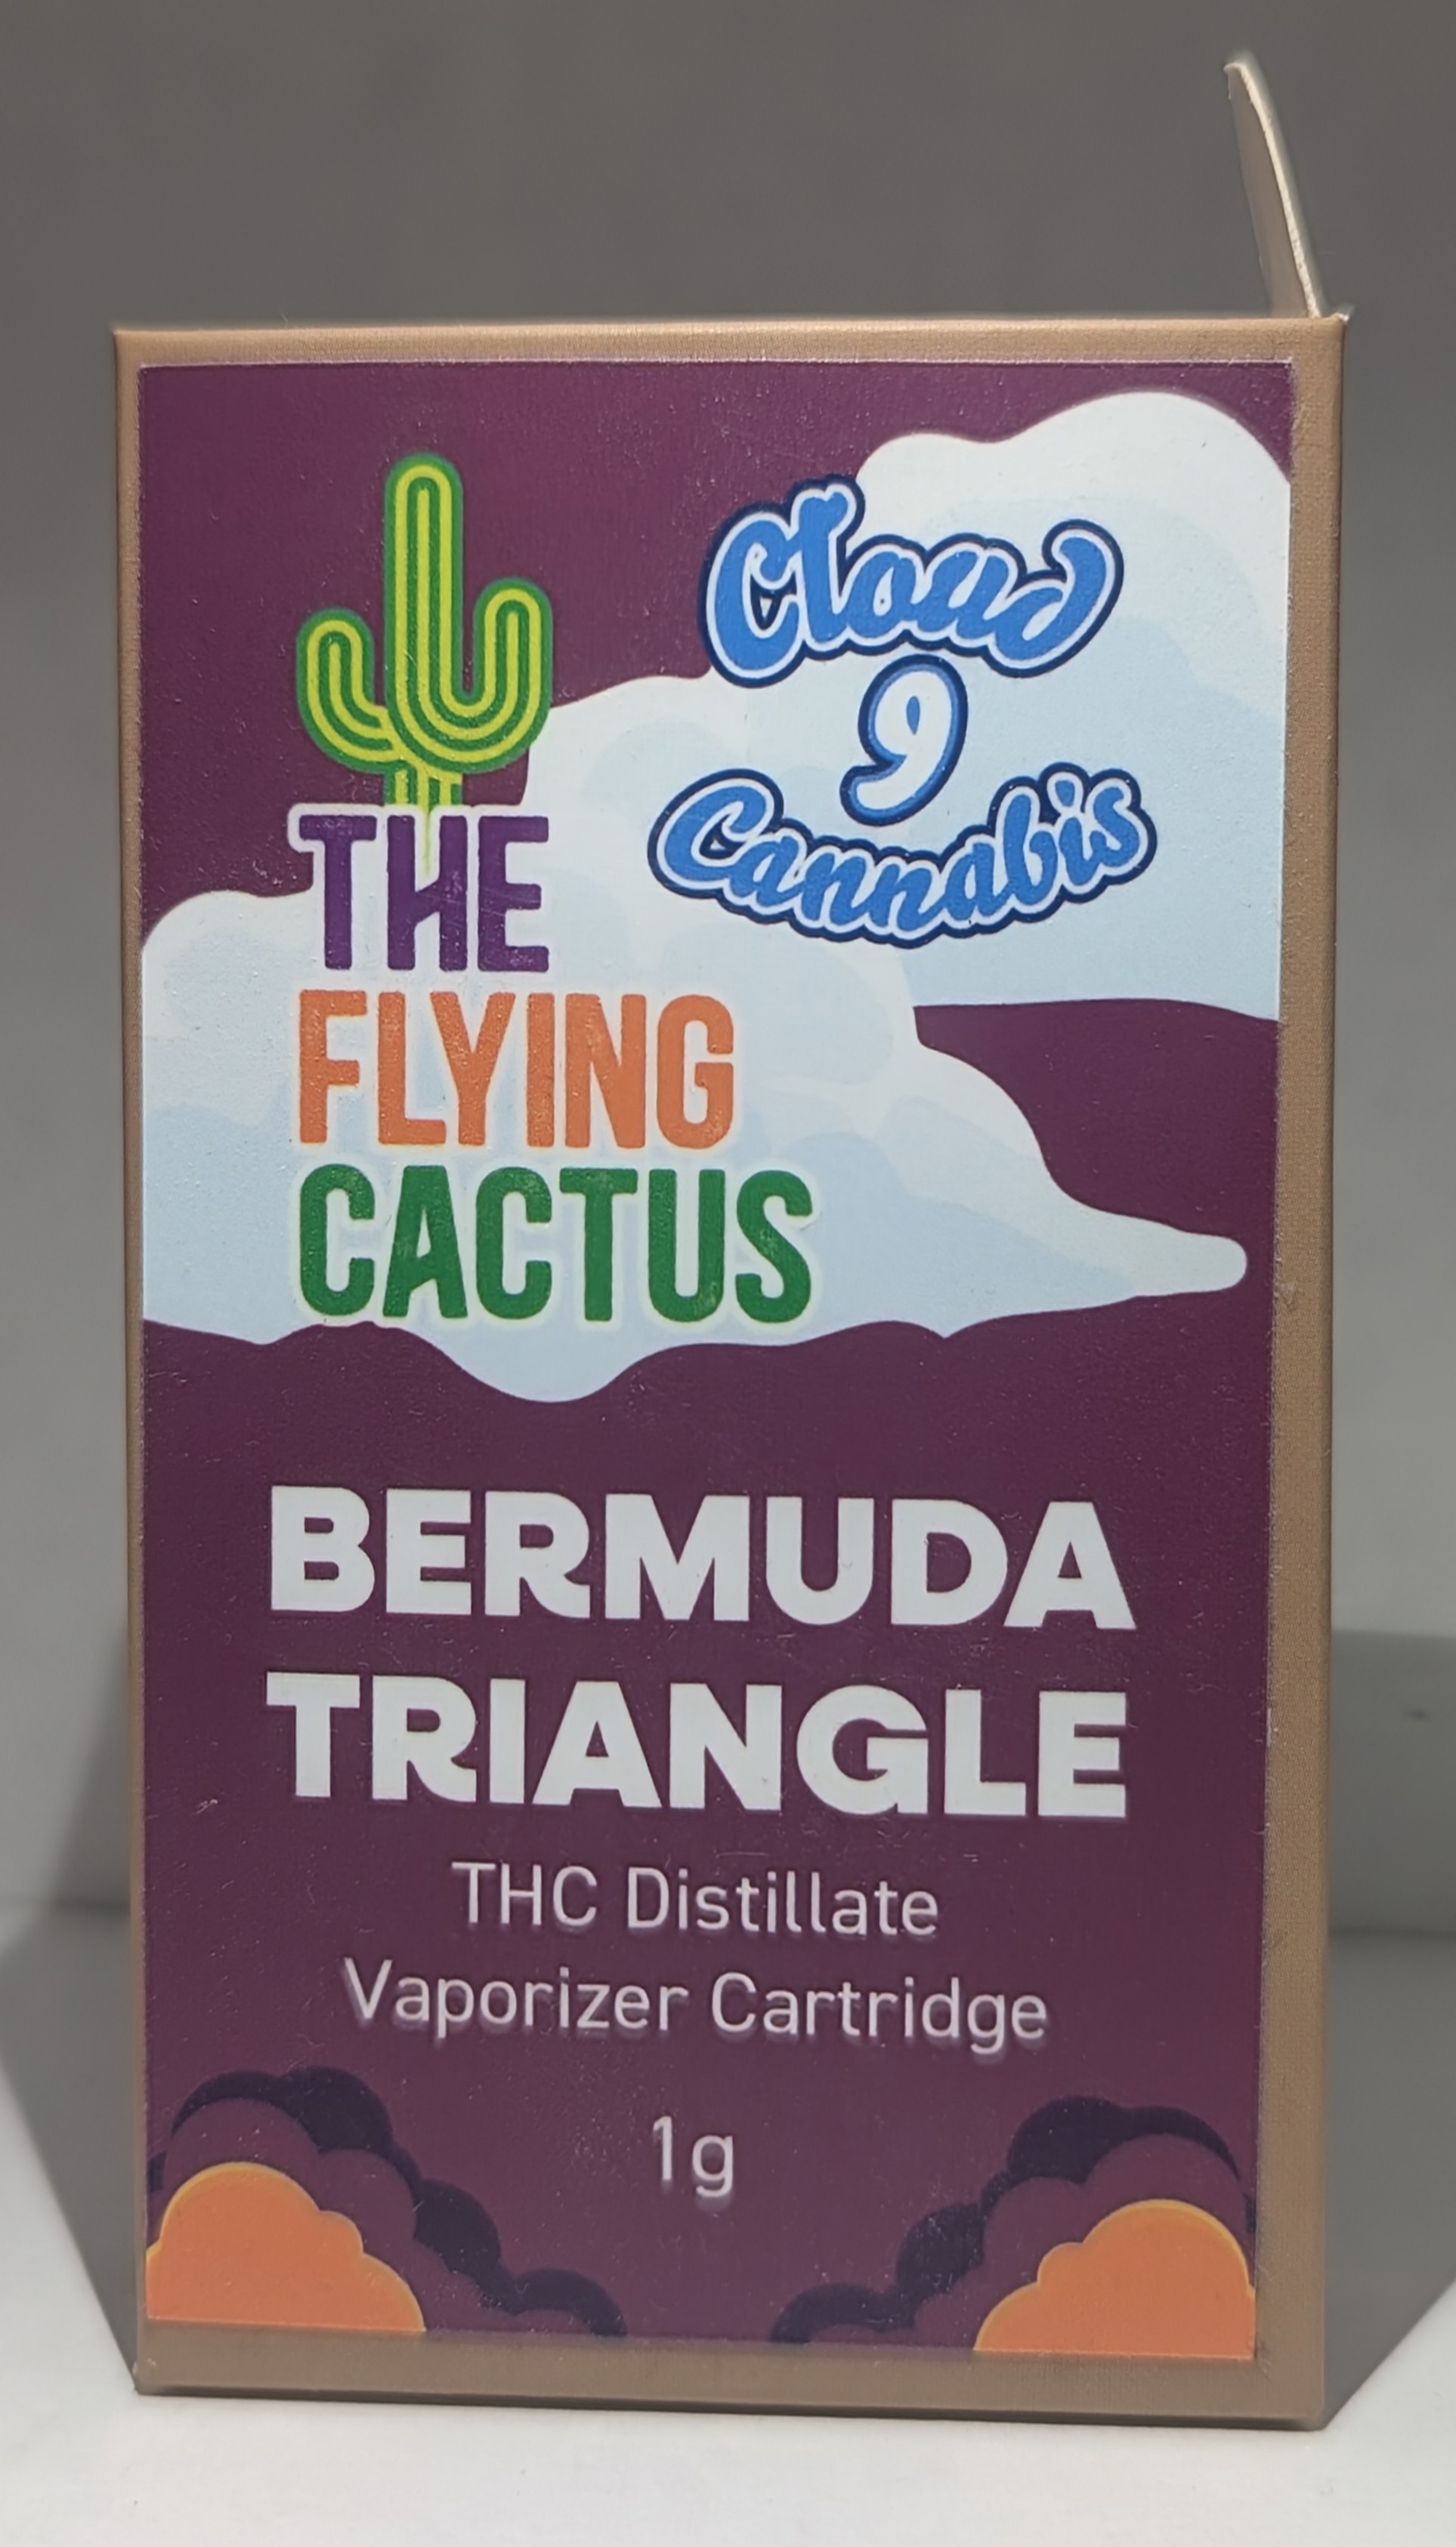 Cloud
9
Cannabis
THE
FLYING
CACTUS
BERMUDA
TRIANGLE
THC Distillate
Vaporizer Cartridge
1g